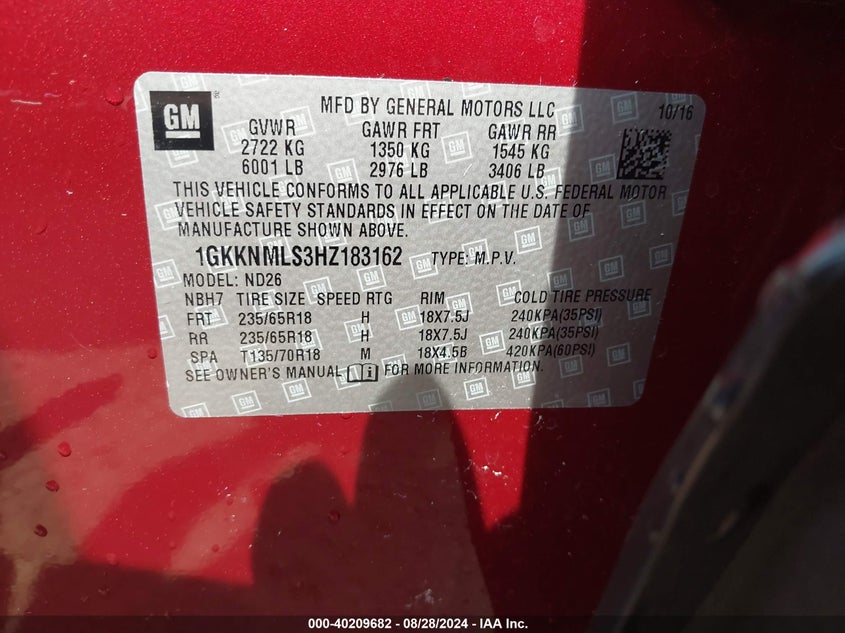 GM
MFD BY GENERAL MOTORS LLC 10/16
GVWR GAWR FRT GAWR RR
2722 KG 1350 KG 1545 KG
6001 LB 2976 LB 3406 LB
THIS VEHICLE CONFORMS TO ALL APPLICABLE U.S. FEDERAL MOTOR
VEHICLE SAFETY STANDARDS IN EFFECT ON THE DATE OF
MANUFACTURE SHOWN ABOVE.
1GKKNMLS3HZ183162 TYPE: M.P.V.
MODEL: ND26
NBH7 TIRE SIZE SPEED RTG RIM COLD TIRE PRESSURE
FRT 235/65R18 H 18X7.5J 240KPA(35PSI)
RR 235/65R18 H 18X7.5J 240KPA(35PSI)
SPA T135/70R18 M 18X4.5B 420KPA(60PSI)
SEE OWNER'S MANUAL i FOR MORE INFORMATION.
000-40209682 - 08/28/2024 - IAA Inc.